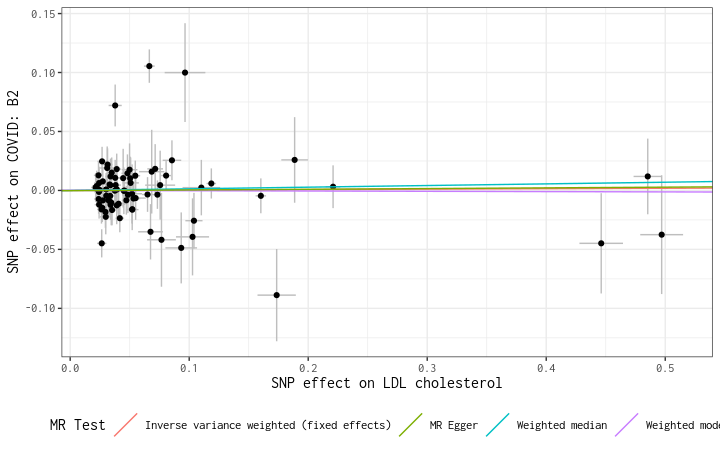 0.15
0.10
0.05
0.00
-0.05
-0.10
SNP effect on COVID: B2
0.0 0.1 0.2 0.3 0.4 0.5
SNP effect on LDL cholesterol
MR Test Inverse variance weighted (fixed effects) MR Egger Weighted median Weighted mode